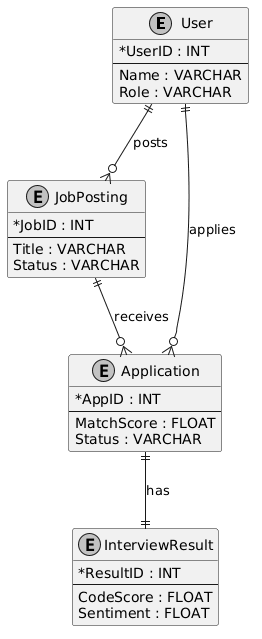 E User
*UserID : INT
Name : VARCHAR
Role : VARCHAR
posts
applies
E JobPosting
*JobID : INT
Title : VARCHAR
Status : VARCHAR
receives
E Application
*AppID : INT
MatchScore : FLOAT
Status : VARCHAR
has
E InterviewResult
*ResultID : INT
CodeScore : FLOAT
Sentiment : FLOAT